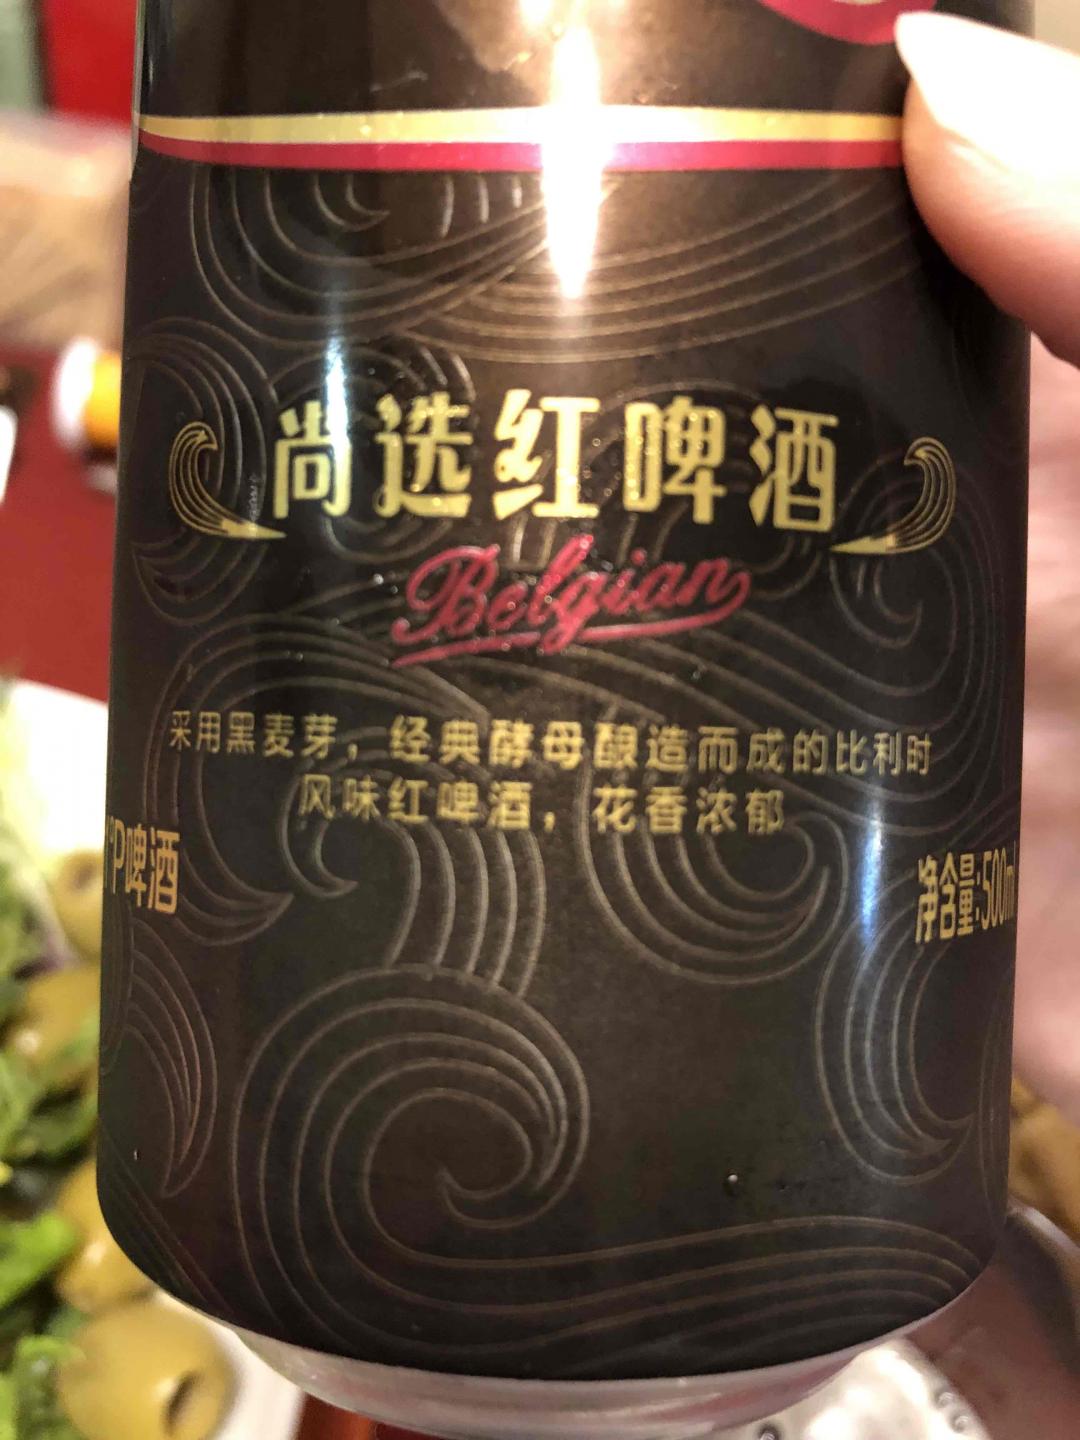 尚选红啤酒
Belgian
采用黑麦芽，经典酵母酿造而成的比利时
风味红啤酒，花香浓郁
°P啤酒
净含量:500ml